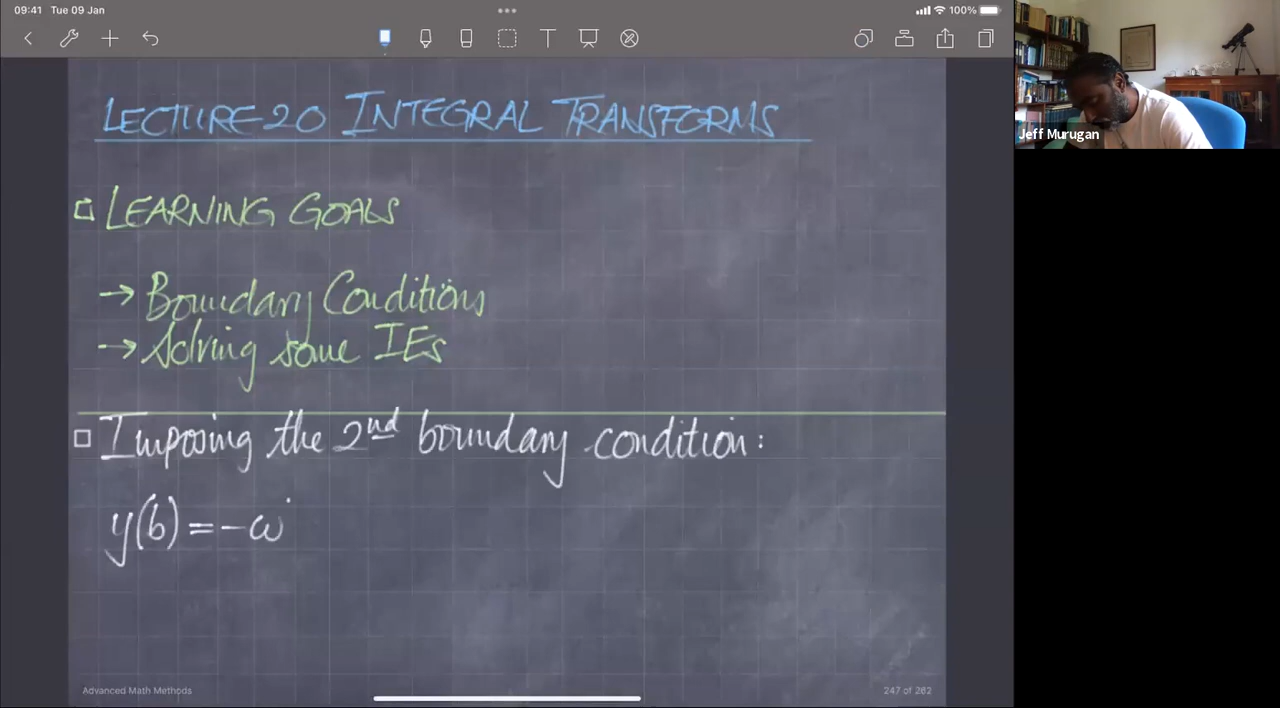 09:41 Tue 09 Jan
100%
LECTURE 20 INTEGRAL TRANSFORMS
LEARNING GOALS
→ Boundary Conditions
→ Solving some IEs
Imposing the 2nd boundary condition:
y(b) = -ω
Advanced Math Methods
247 of 262
Jeff Murugan